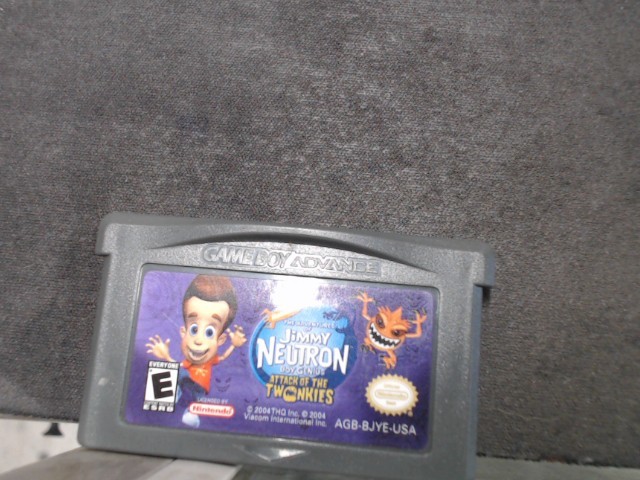 GAME BOY ADVANCE
JIMMY
NEUTRON
BOY GENIUS
ATTACK OF THE
TWONKIES
EVERYONE
E
ESRB
LICENSED BY
Nintendo
© 2004 THQ Inc. © 2004
Viacom International Inc.
AGB-BJYE-USA